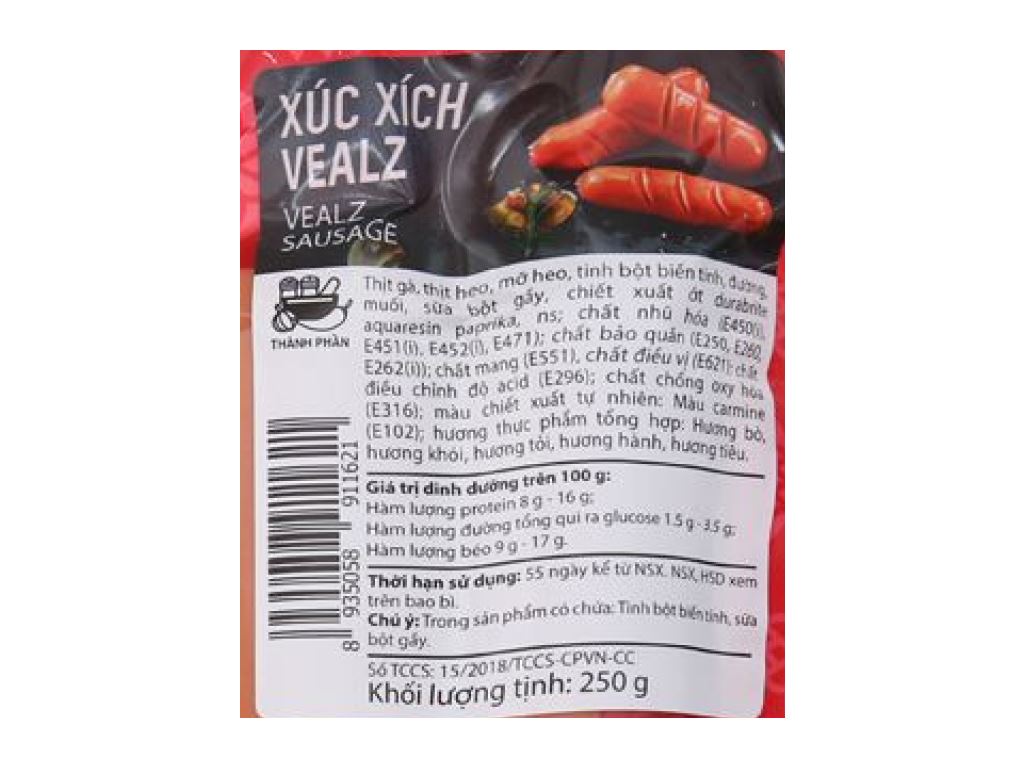 XÚC XÍCH
VEALZ
VEALZ
SAUSAGE
THÀNH PHẦN
Thịt gà, thịt heo, mỡ heo, tinh bột biến tính, đường,
muối, sữa bột gầy, chiết xuất ớt durabrite
aquaresin paprika, ns; chất nhũ hóa (E450(i),
E451(i), E452(i), E471); chất bảo quản (E250, E260,
E262(i)); chất mang (E551), chất điều vị (E621); chất
điều chỉnh độ acid (E296); chất chống oxy hóa
(E316); màu chiết xuất tự nhiên: Màu carmine
(E102); hương thực phẩm tổng hợp: Hương bò,
hương khói, hương tỏi, hương hành, hương tiêu.
Giá trị dinh dưỡng trên 100 g:
Hàm lượng protein 8 g - 16 g;
Hàm lượng đường tổng qui ra glucose 1.5 g - 3.5 g;
Hàm lượng béo 9 g - 17 g.
Thời hạn sử dụng: 55 ngày kể từ NSX. NSX, HSD xem
trên bao bì.
Chú ý: Trong sản phẩm có chứa: Tinh bột biến tính, sữa
bột gầy.
Số TCCS: 15/2018/TCCS-CPVN-CC
Khối lượng tịnh: 250 g
8 935058 911621